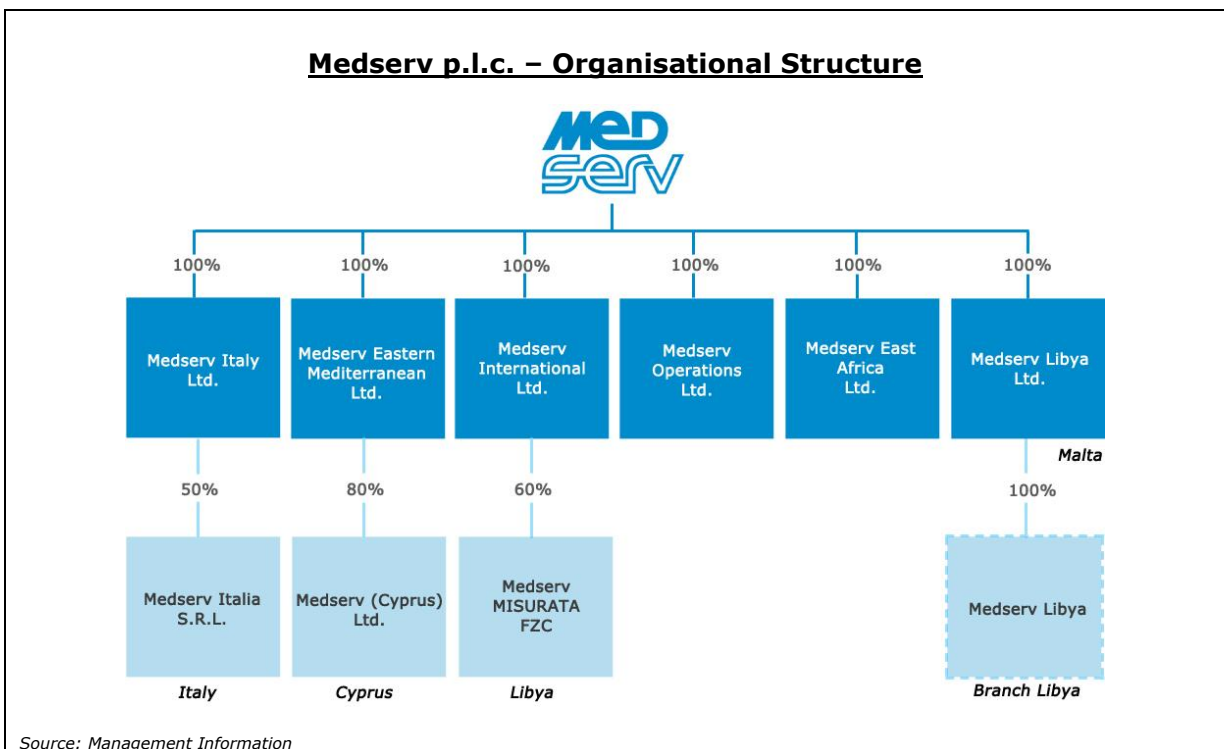 Medserv p.l.c. – Organisational Structure
MeD
serv
100%
100%
100%
100%
100%
100%
Medserv Italy
Ltd.
Medserv Eastern
Mediterranean
Ltd.
Medserv
International
Ltd.
Medserv
Operations
Ltd.
Medserv East
Africa
Ltd.
Medserv Libya
Ltd.
Malta
50%
80%
60%
100%
Medserv Italia
S.R.L.
Medserv (Cyprus)
Ltd.
Medserv
MISURATA
FZC
Medserv Libya
Italy
Cyprus
Libya
Branch Libya
Source: Management Information